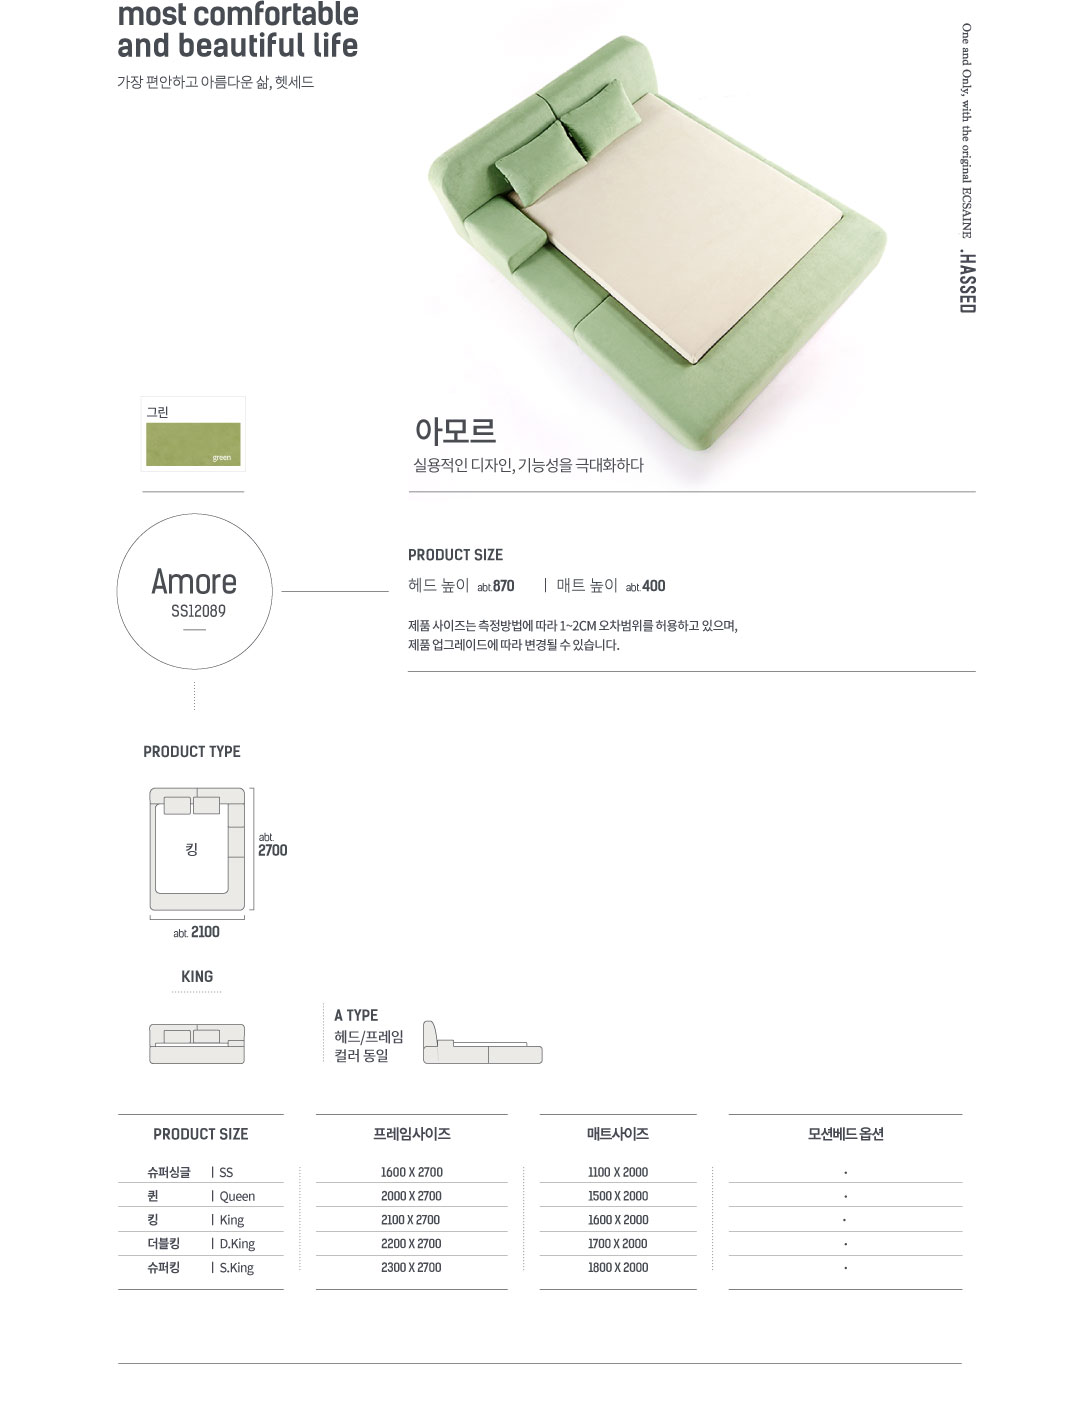 most comfortable
and beautiful life
가장 편안하고 아름다운 삶, 헷세드
One and Only, with the original ECSAINE .HASSED
그린
green
아모르
실용적인 디자인, 기능성을 극대화하다
Amore
SS12089
PRODUCT SIZE
헤드 높이 abt.870 | 매트 높이 abt.400
제품 사이즈는 측정방법에 따라 1~2CM 오차범위를 허용하고 있으며,
제품 업그레이드에 따라 변경될 수 있습니다.
PRODUCT TYPE
킹
abt.
2700
abt. 2100
KING
A TYPE
헤드/프레임
컬러 동일
PRODUCT SIZE 프레임사이즈 매트사이즈 모션베드 옵션
슈퍼싱글 | SS 1600 X 2700 1100 X 2000 ·
퀸 | Queen 2000 X 2700 1500 X 2000 ·
킹 | King 2100 X 2700 1600 X 2000 ·
더블킹 | D.King 2200 X 2700 1700 X 2000 ·
슈퍼킹 | S.King 2300 X 2700 1800 X 2000 ·